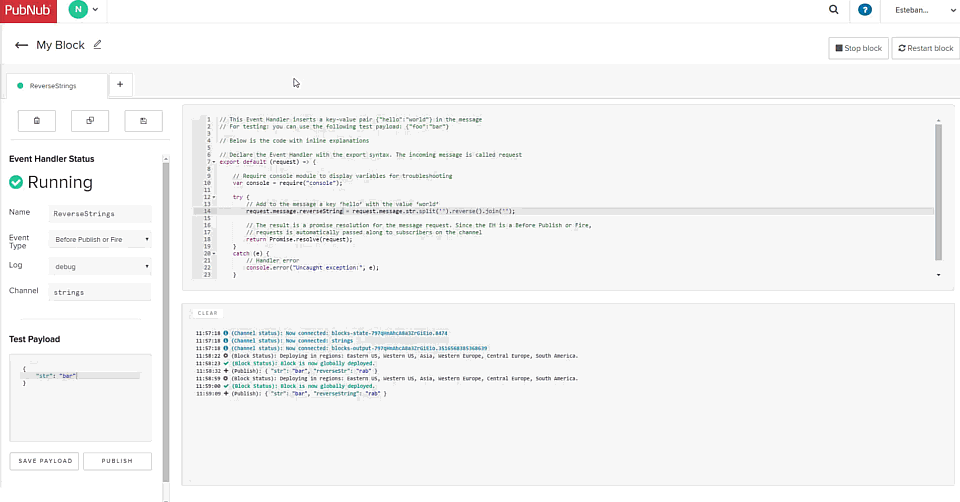 PubNub
N
?
Esteban...
My Block
Stop block
Restart block
ReverseStrings
+
Event Handler Status
Running
Name
ReverseStrings
Event Type
Before Publish or Fire
Log
debug
Channel
strings
Test Payload
{
"str": "bar"
}
SAVE PAYLOAD
PUBLISH
1 // This Event Handler inserts a key-value pair {"hello":"world"} in the message
2 // For testing: you can use the following test payload: {"foo":"bar"}
3
4 // Below is the code with inline explanations
5
6 // Declare the Event Handler with the export syntax. The incoming message is called request
7 export default (request) => {
8
9 // Require console module to display variables for troubleshooting
10 var console = require("console");
11
12 try {
13 // Add to the message a key 'hello' with the value 'world'
14 request.message.reverseString = request.message.str.split('').reverse().join('');
15
16 // The result is a promise resolution for the message request. Since the EH is a Before Publish or Fire,
17 // requests is automatically passed along to subscribers on the channel
18 return Promise.resolve(request);
19 }
20 catch (e) {
21 // Handler error
22 console.error("Uncaught exception:", e);
23 }
CLEAR
11:57:18 (Channel status): Now connected: blocks-state-797qHnAhcA8a3ZrGiEio.8474
11:57:18 (Channel status): Now connected: strings
11:57:18 (Channel status): Now connected: blocks-output-797qHnAhcA8a3ZrGiEio.3516568385368639
11:58:22 (Block Status): Deploying in regions: Eastern US, Western US, Asia, Western Europe, Central Europe, South America.
11:58:23 (Block Status): Block is now globally deployed.
11:58:32 (Publish): { "str": "bar", "reverseStr": "rab" }
11:58:59 (Block Status): Deploying in regions: Eastern US, Western US, Asia, Western Europe, Central Europe, South America.
11:59:00 (Block Status): Block is now globally deployed.
11:59:09 (Publish): { "str": "bar", "reverseString": "rab" }